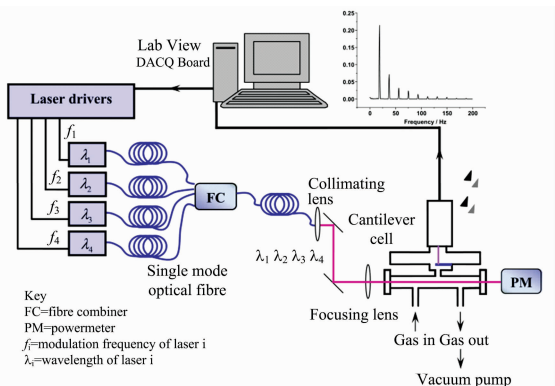 Lab View
DACQ Board
Laser drivers
f1
f2
f3
f4
λ1
λ2
λ3
λ4
FC
Single mode
optical fibre
Collimating
lens
λ1 λ2 λ3 λ4
Cantilever
cell
PM
Focusing lens
Gas in Gas out
Vacuum pump
Key
FC=fibre combiner
PM=powermeter
fi=modulation frequency of laser i
λi=wavelength of laser i
0.25
0.20
0.15
0.10
0.05
0.00
0 50 100 150 200
Frequency / Hz